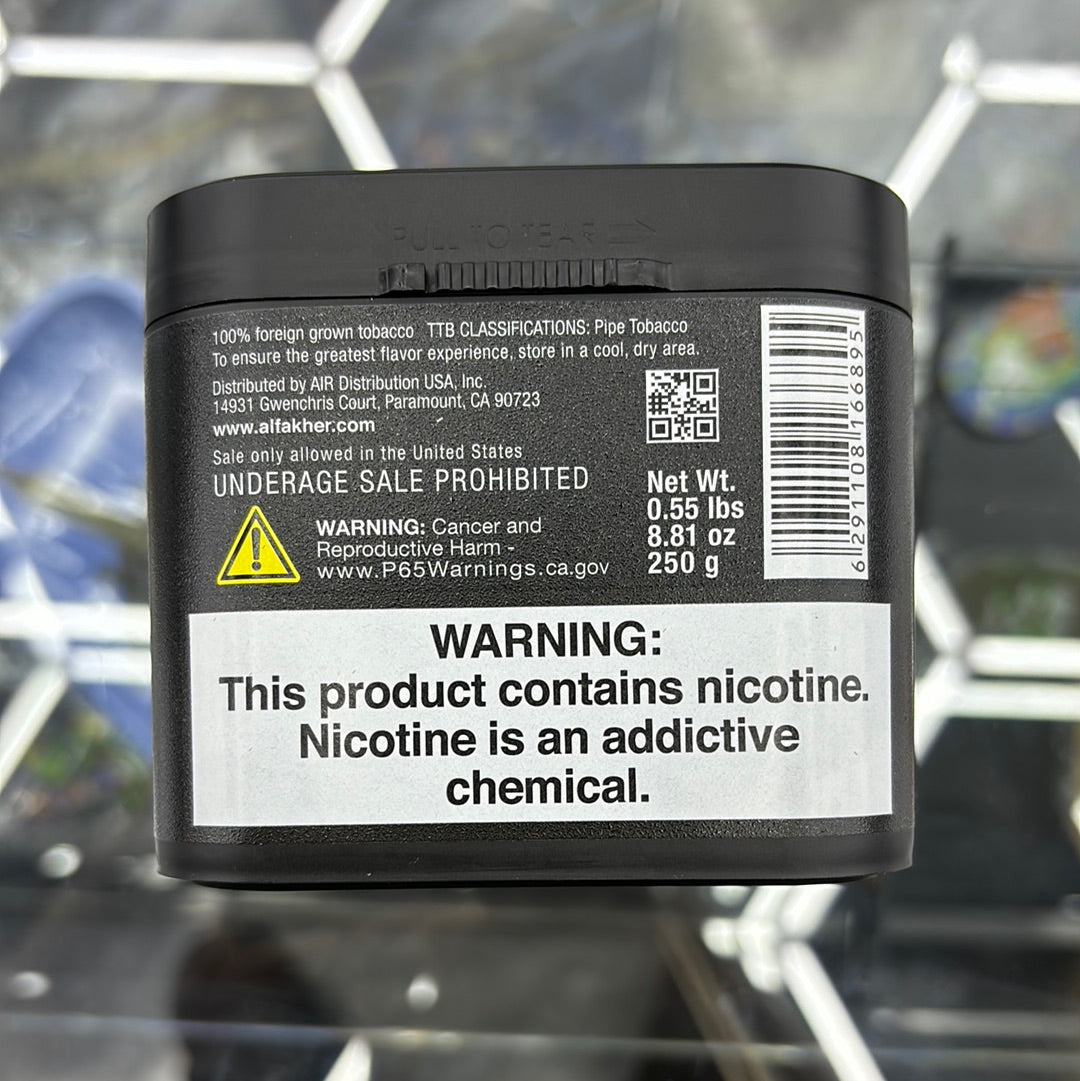 PULL TO TEAR
100% foreign grown tobacco TTB CLASSIFICATIONS: Pipe Tobacco
To ensure the greatest flavor experience, store in a cool, dry area.
Distributed by AIR Distribution USA, Inc.
14931 Gwenchris Court, Paramount, CA 90723
www.alfakher.com
Sale only allowed in the United States
UNDERAGE SALE PROHIBITED
WARNING: Cancer and
Reproductive Harm -
www.P65Warnings.ca.gov
Net Wt.
0.55 lbs
8.81 oz
250 g
6291108166895
WARNING:
This product contains nicotine.
Nicotine is an addictive
chemical.